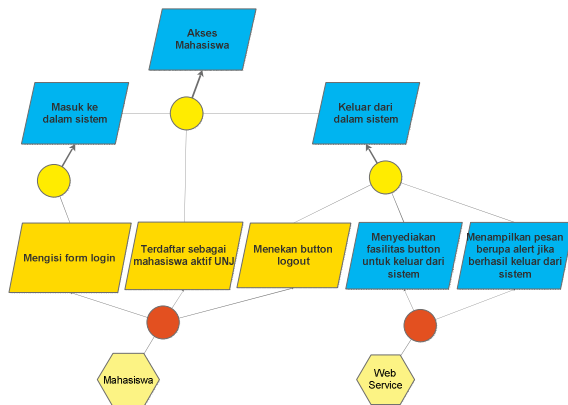 Akses
Mahasiswa
Masuk ke
dalam sistem
Keluar dari
dalam sistem
Mengisi form login
Terdaftar sebagai
mahasiswa aktif UNJ
Menekan button
logout
Menyediakan
fasilitas button
untuk keluar dari
sistem
Menampilkan pesan
berupa alert jika
berhasil keluar dari
sistem
Mahasiswa
Web
Service